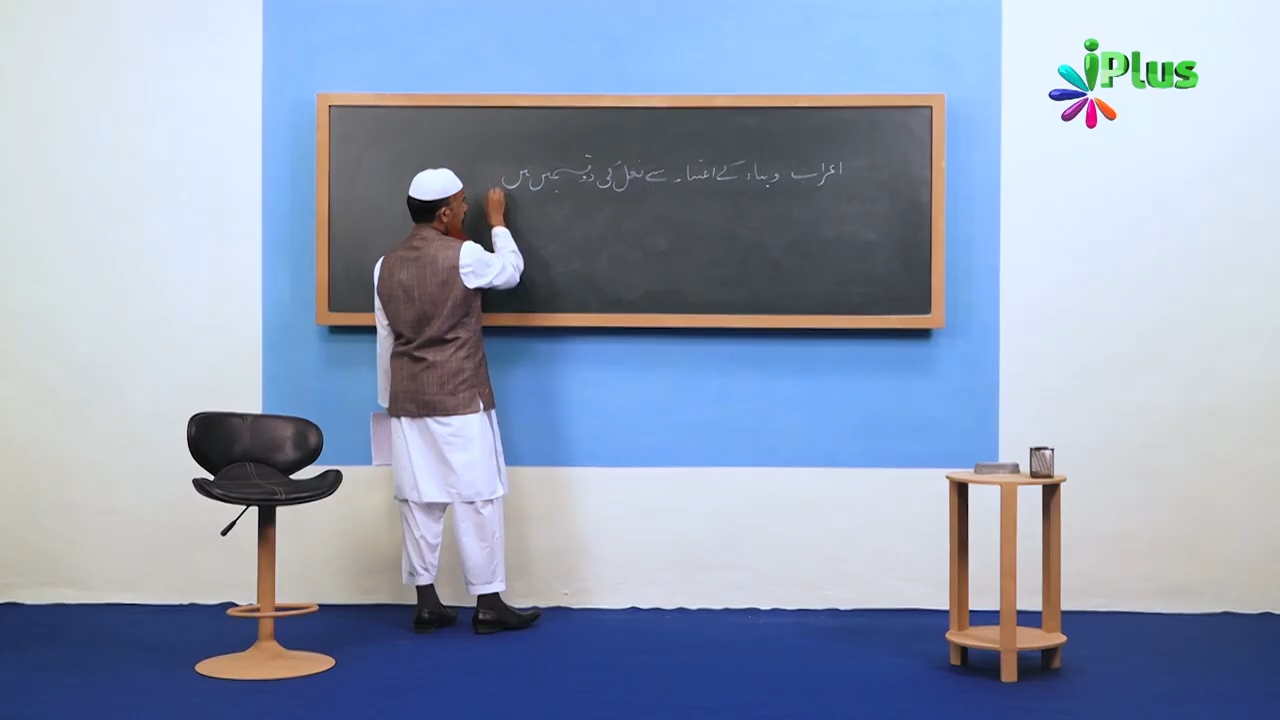 iPlus
اعراب وبناء کے اعتبار سے فعل کی دو قسمیں ہیں